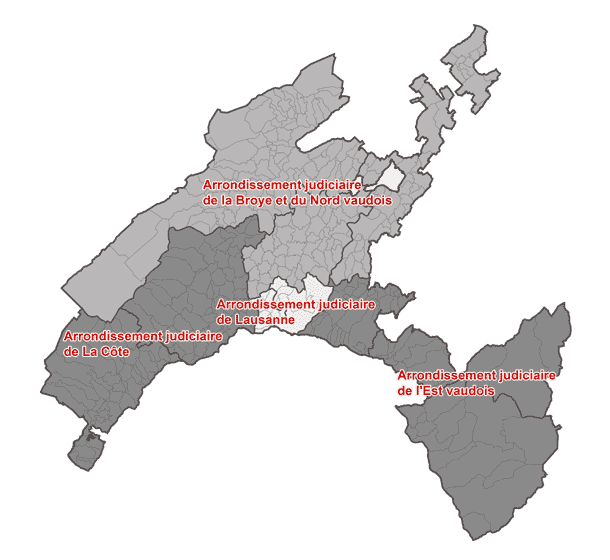 Arrondissement judiciaire
de la Broye et du Nord vaudois
Arrondissement judiciaire
de Lausanne
Arrondissement judiciaire
de La Côte
Arrondissement judiciaire
de l'Est vaudois